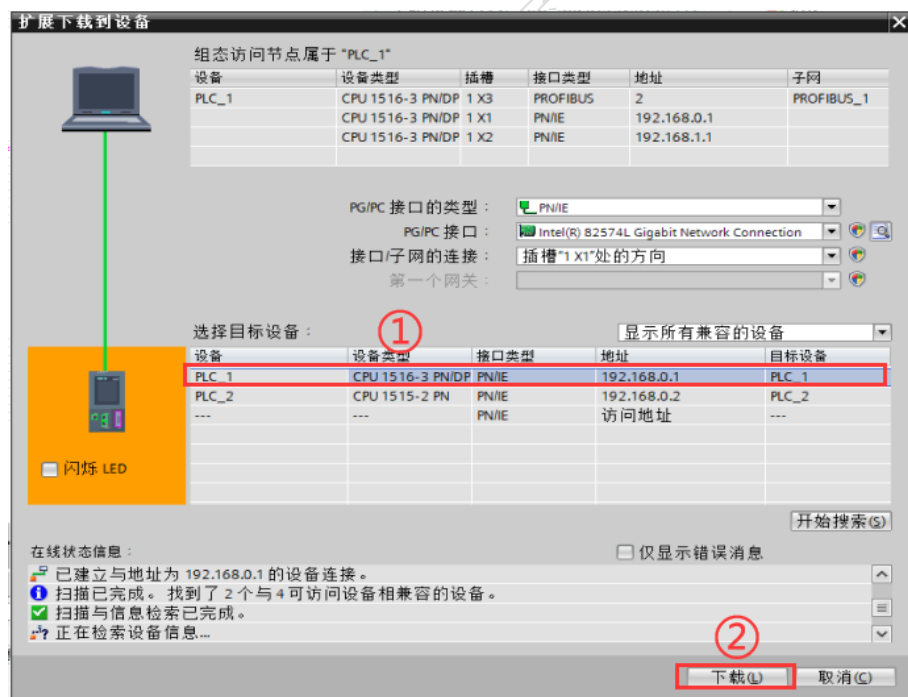 扩展下载到设备
组态访问节点属于 "PLC_1"
设备 设备类型 插槽 接口类型 地址 子网
PLC_1 CPU 1516-3 PN/DP 1 X3 PROFIBUS 2 PROFIBUS_1
CPU 1516-3 PN/DP 1 X1 PN/IE 192.168.0.1
CPU 1516-3 PN/DP 1 X2 PN/IE 192.168.1.1
PG/PC 接口的类型： PN/IE
PG/PC 接口： Intel(R) 82574L Gigabit Network Connection
接口/子网的连接： 插槽"1 X1"处的方向
第一个网关：
选择目标设备： ① 显示所有兼容的设备
设备 设备类型 接口类型 地址 目标设备
PLC_1 CPU 1516-3 PN/DP PN/IE 192.168.0.1 PLC_1
PLC_2 CPU 1515-2 PN PN/IE 192.168.0.2 PLC_2
--- --- PN/IE 访问地址 ---
闪烁 LED
开始搜索(S)
在线状态信息： 仅显示错误消息
已建立与地址为 192.168.0.1 的设备连接。
扫描已完成。 找到了 2 个与 4 可访问设备相兼容的设备。
扫描与信息检索已完成。
正在检索设备信息...
②
下载(L) 取消(C)